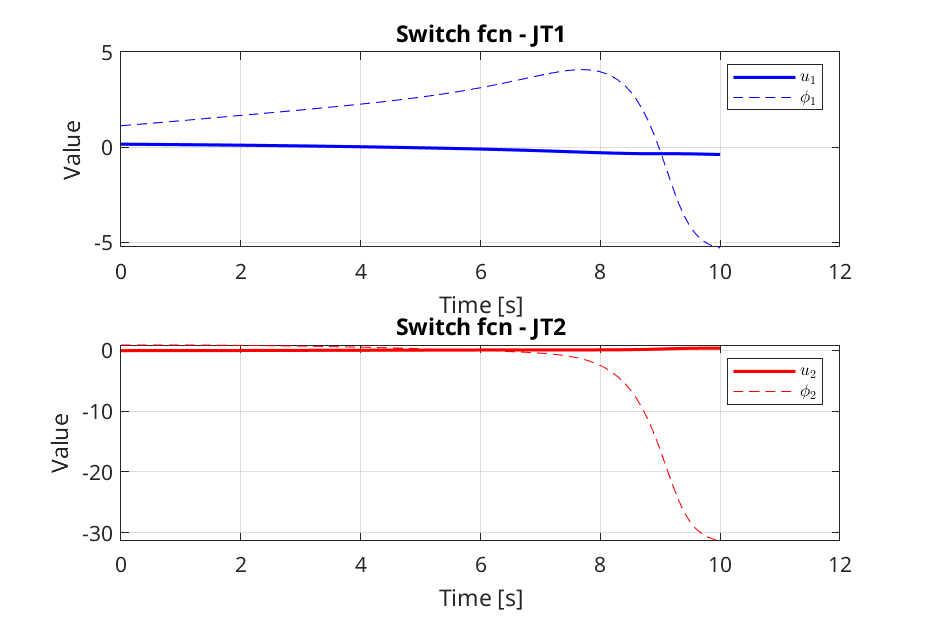 Switch fcn - JT1
5
0
-5
Value
u₁
ϕ₁
0 2 4 6 8 10 12
Time [s]
Switch fcn - JT2
0
-10
-20
-30
Value
u₂
ϕ₂
0 2 4 6 8 10 12
Time [s]